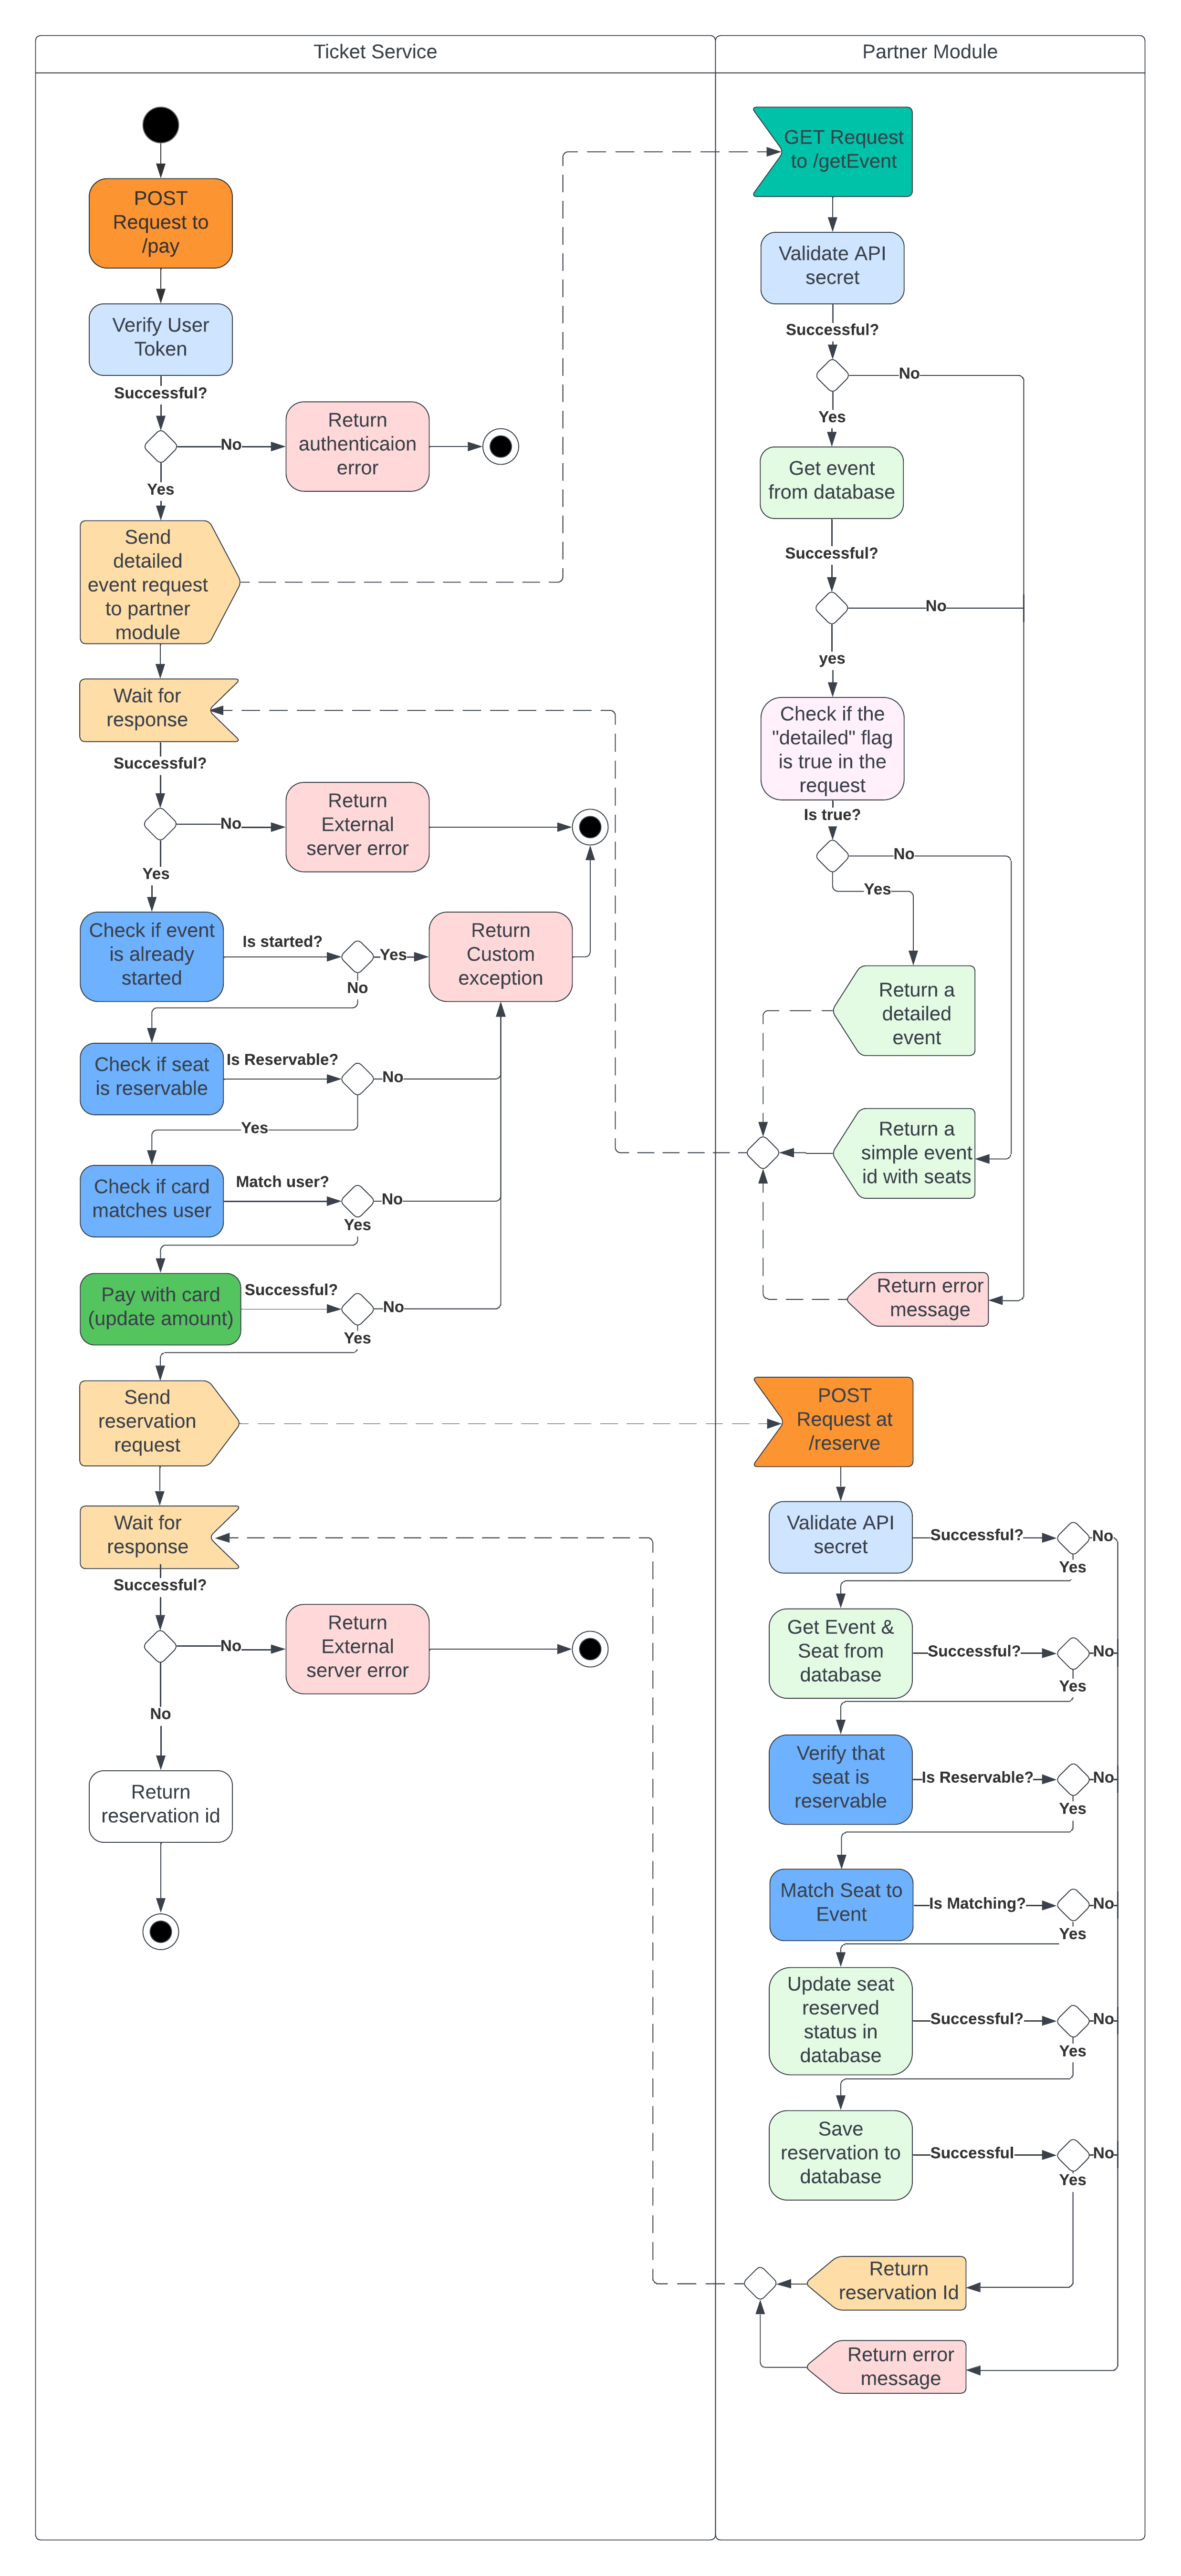 Ticket Service
POST
Request to
/pay
Verify User
Token
Successful?
No
Return
authenticaion
error
Yes
Send
detailed
event request
to partner
module
Wait for
response
Successful?
No
Return
External
server error
Yes
Check if event
is already
started
Is started?
Yes
Return
Custom
exception
No
Check if seat
is reservable
Is Reservable?
No
Yes
Check if card
matches user
Match user?
No
Yes
Pay with card
(update amount)
Successful?
No
Yes
Send
reservation
request
Wait for
response
Successful?
No
Return
External
server error
No
Return
reservation id
Partner Module
GET Request
to /getEvent
Validate API
secret
Successful?
No
Yes
Get event
from database
Successful?
No
yes
Check if the
"detailed" flag
is true in the
request
Is true?
No
Yes
Return a
detailed
event
Return a
simple event
id with seats
Return error
message
POST
Request at
/reserve
Validate API
secret
Successful?
No
Yes
Get Event &
Seat from
database
Successful?
No
Yes
Verify that
seat is
reservable
Is Reservable?
No
Yes
Match Seat to
Event
Is Matching?
No
Yes
Update seat
reserved
status in
database
Successful?
No
Yes
Save
reservation to
database
Successful
No
Yes
Return
reservation Id
Return error
message